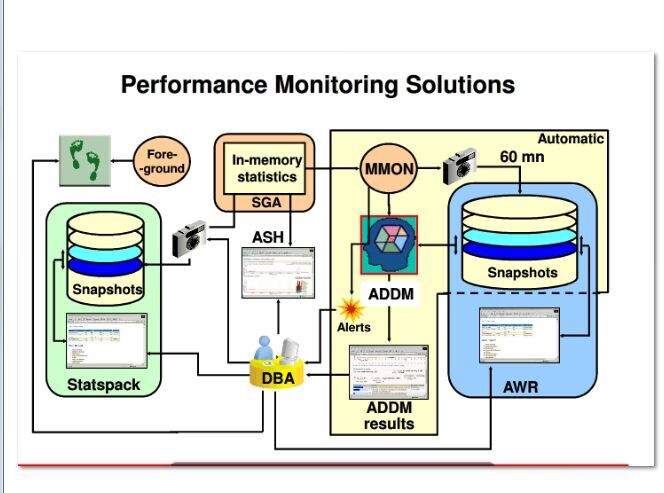 Performance Monitoring Solutions
Automatic
Fore-
-ground
In-memory
statistics
SGA
MMON
60 mn
ASH
Snapshots
Snapshots
ADDM
Alerts
DBA
Statspack
ADDM
results
AWR